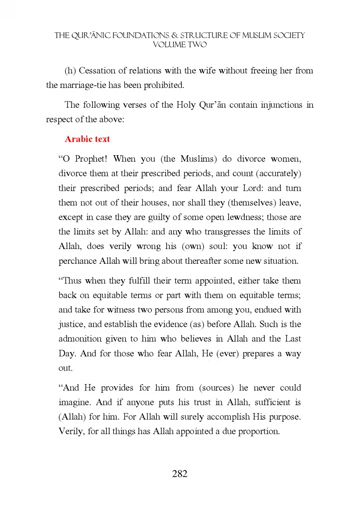 THE QUR'ĀNIC FOUNDATIONS & STRUCTURE OF MUSLIM SOCIETY
VOLUME TWO
(h) Cessation of relations with the wife without freeing her from
the marriage-tie has been prohibited.
The following verses of the Holy Qur'ān contain injunctions in
respect of the above:
Arabic text
“O Prophet! When you (the Muslims) do divorce women,
divorce them at their prescribed periods, and count (accurately)
their prescribed periods; and fear Allah your Lord: and turn
them not out of their houses, nor shall they (themselves) leave,
except in case they are guilty of some open lewdness; those are
the limits set by Allah: and any who transgresses the limits of
Allah, does verily wrong his (own) soul: you know not if
perchance Allah will bring about thereafter some new situation.
“Thus when they fulfill their term appointed, either take them
back on equitable terms or part with them on equitable terms;
and take for witness two persons from among you, endued with
justice, and establish the evidence (as) before Allah. Such is the
admonition given to him who believes in Allah and the Last
Day. And for those who fear Allah, He (ever) prepares a way
out.
“And He provides for him from (sources) he never could
imagine. And if anyone puts his trust in Allah, sufficient is
(Allah) for him. For Allah will surely accomplish His purpose.
Verily, for all things has Allah appointed a due proportion.
282